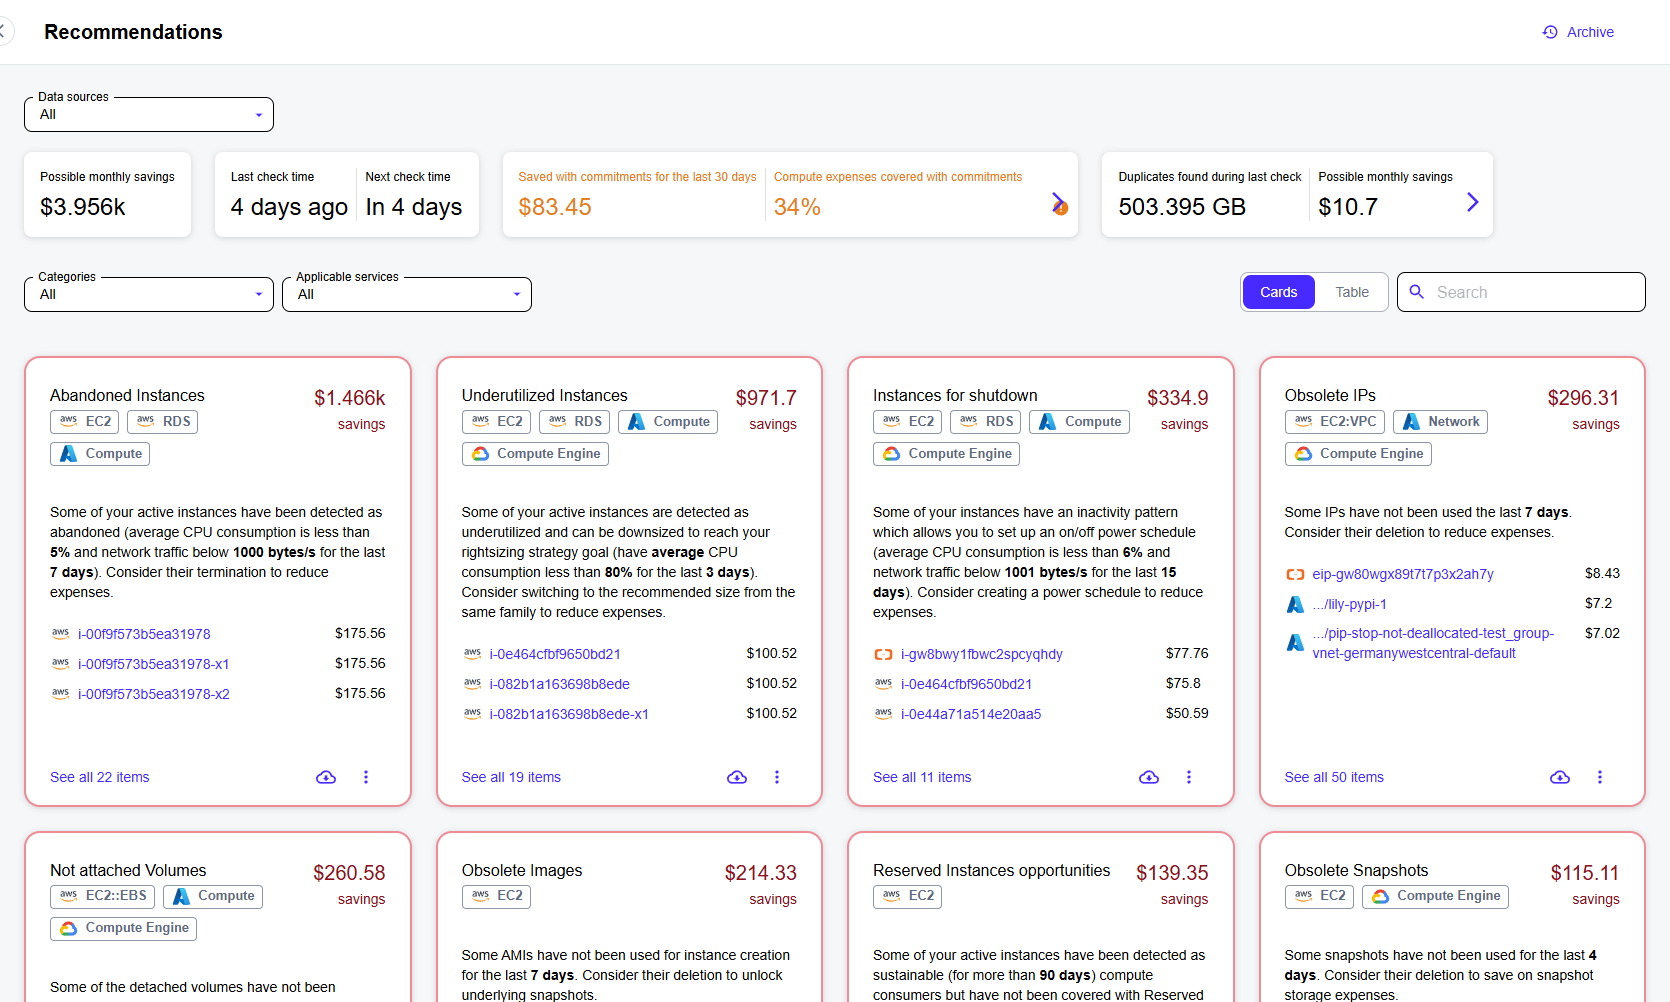 Recommendations
Archive
Data sources
All
Possible monthly savings
$3.956k
Last check time
4 days ago
Next check time
In 4 days
Saved with commitments for the last 30 days
$83.45
Compute expenses covered with commitments
34%
Duplicates found during last check
503.395 GB
Possible monthly savings
$10.7
Categories
All
Applicable services
All
Cards
Table
Search
Abandoned Instances
$1.466k
savings
aws EC2
aws RDS
Compute
Some of your active instances have been detected as
abandoned (average CPU consumption is less than
5% and network traffic below 1000 bytes/s for the last
7 days). Consider their termination to reduce
expenses.
aws i-00f9f573b5ea31978 $175.56
aws i-00f9f573b5ea31978-x1 $175.56
aws i-00f9f573b5ea31978-x2 $175.56
See all 22 items
Underutilized Instances
$971.7
savings
aws EC2
aws RDS
Compute
Compute Engine
Some of your active instances are detected as
underutilized and can be downsized to reach your
rightsizing strategy goal (have average CPU
consumption less than 80% for the last 3 days).
Consider switching to the recommended size from the
same family to reduce expenses.
aws i-0e464cfbf9650bd21 $100.52
aws i-082b1a163698b8ede $100.52
aws i-082b1a163698b8ede-x1 $100.52
See all 19 items
Instances for shutdown
$334.9
savings
aws EC2
aws RDS
Compute
Compute Engine
Some of your instances have an inactivity pattern
which allows you to set up an on/off power schedule
(average CPU consumption is less than 6% and
network traffic below 1001 bytes/s for the last 15
days). Consider creating a power schedule to reduce
expenses.
i-gw8bwy1fbwc2spcyqhdy $77.76
aws i-0e464cfbf9650bd21 $75.8
aws i-0e44a71a514e20aa5 $50.59
See all 11 items
Obsolete IPs
$296.31
savings
aws EC2:VPC
Network
Compute Engine
Some IPs have not been used the last 7 days.
Consider their deletion to reduce expenses.
eip-gw80wgx89t7t7p3x2ah7y $8.43
.../lily-pypi-1 $7.2
.../pip-stop-not-deallocated-test_group- $7.02
vnet-germanywestcentral-default
See all 50 items
Not attached Volumes
$260.58
savings
aws EC2::EBS
Compute
Compute Engine
Some of the detached volumes have not been
Obsolete Images
$214.33
savings
aws EC2
Some AMIs have not been used for instance creation
for the last 7 days. Consider their deletion to unlock
underlying snapshots.
Reserved Instances opportunities
$139.35
savings
aws EC2
Some of your active instances have been detected as
sustainable (for more than 90 days) compute
consumers but have not been covered with Reserved
Obsolete Snapshots
$115.11
savings
aws EC2
Compute Engine
Some snapshots have not been used for the last 4
days. Consider their deletion to save on snapshot
storage expenses.